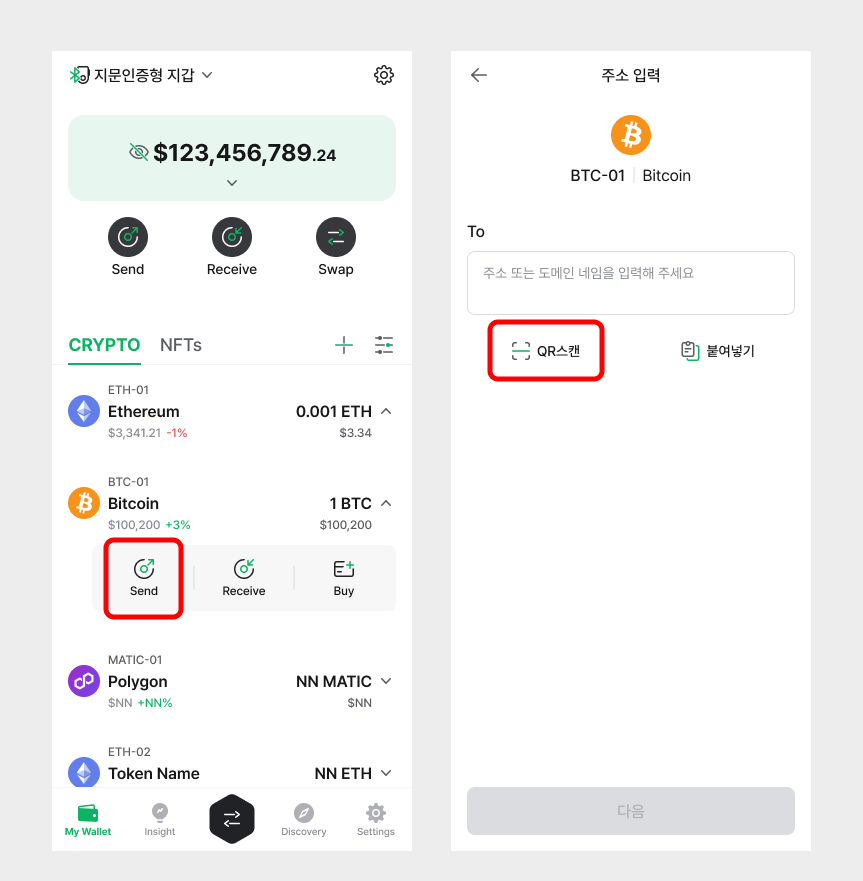 지문인증형 지갑
$123,456,789.24
Send
Receive
Swap
CRYPTO
NFTs
ETH-01
Ethereum
0.001 ETH
$3,341.21 -1%
$3.34
BTC-01
Bitcoin
1 BTC
$100,200 +3%
$100,200
Send
Receive
Buy
MATIC-01
Polygon
NN MATIC
$NN +NN%
$NN
ETH-02
Token Name
NN ETH
My Wallet
Insight
Discovery
Settings
주소 입력
BTC-01 | Bitcoin
To
주소 또는 도메인 네임을 입력해 주세요
QR스캔
붙여넣기
다음